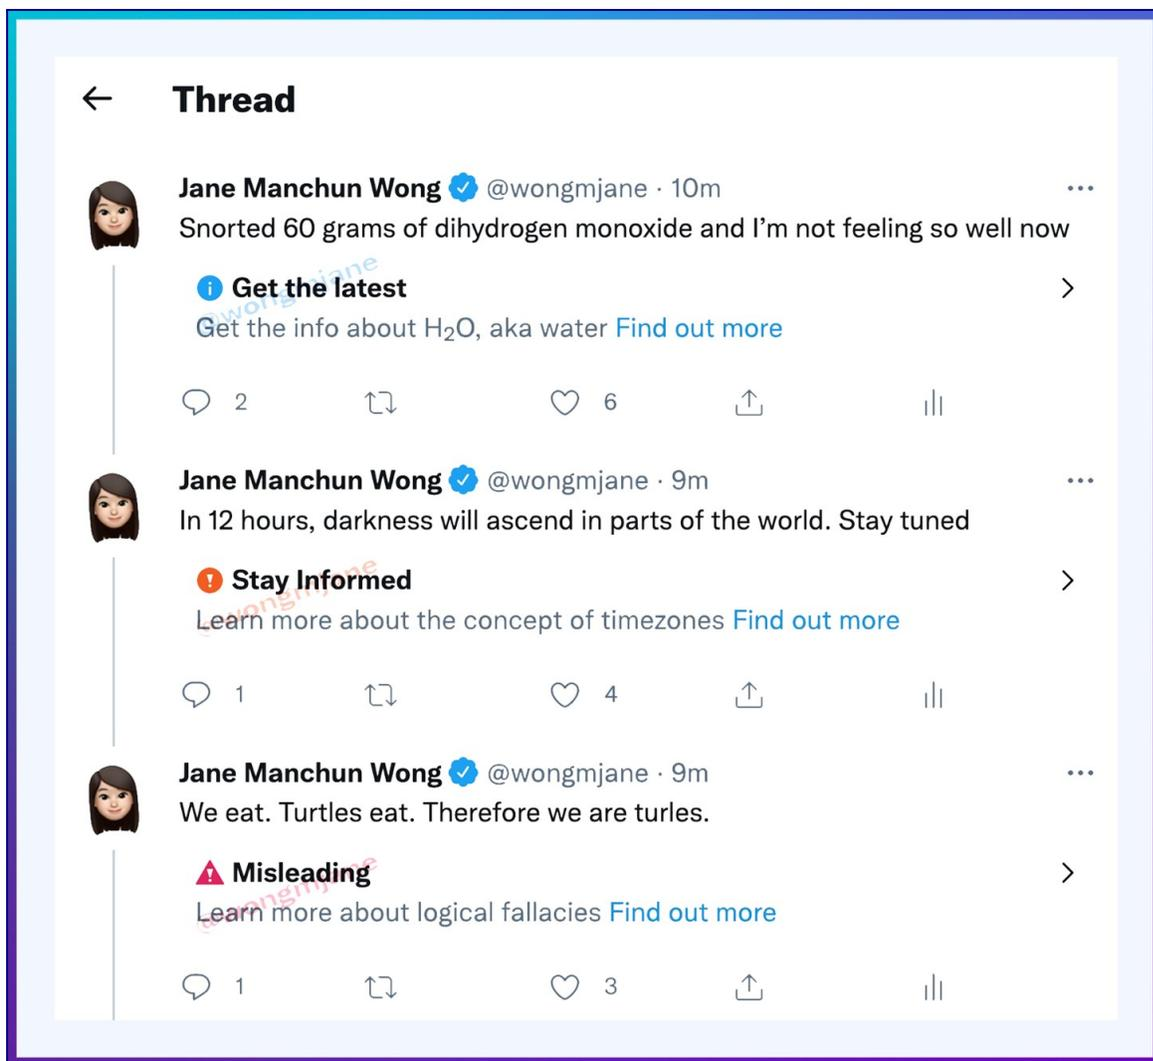 Thread
Jane Manchun Wong @wongmjane · 10m
Snorted 60 grams of dihydrogen monoxide and I’m not feeling so well now
Get the latest
@wongmjane
Get the info about H₂O, aka water Find out more
2 6
Jane Manchun Wong @wongmjane · 9m
In 12 hours, darkness will ascend in parts of the world. Stay tuned
Stay Informed
@wongmjane
Learn more about the concept of timezones Find out more
1 4
Jane Manchun Wong @wongmjane · 9m
We eat. Turtles eat. Therefore we are turles.
Misleading
@wongmjane
Learn more about logical fallacies Find out more
1 3